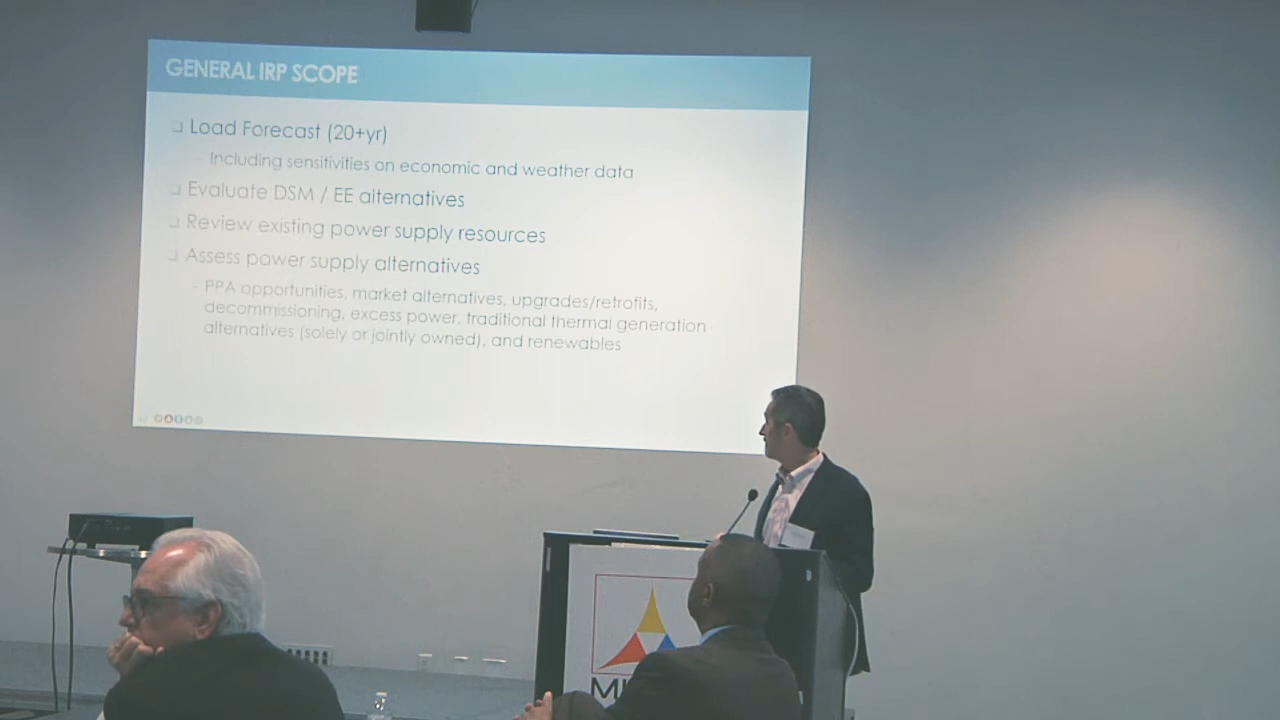 GENERAL IRP SCOPE
❑ Load Forecast (20+yr)
- Including sensitivities on economic and weather data
❑ Evaluate DSM / EE alternatives
❑ Review existing power supply resources
❑ Assess power supply alternatives
- PPA opportunities, market alternatives, upgrades/retrofits,
decommissioning, excess power, traditional thermal generation
alternatives (solely or jointly owned), and renewables